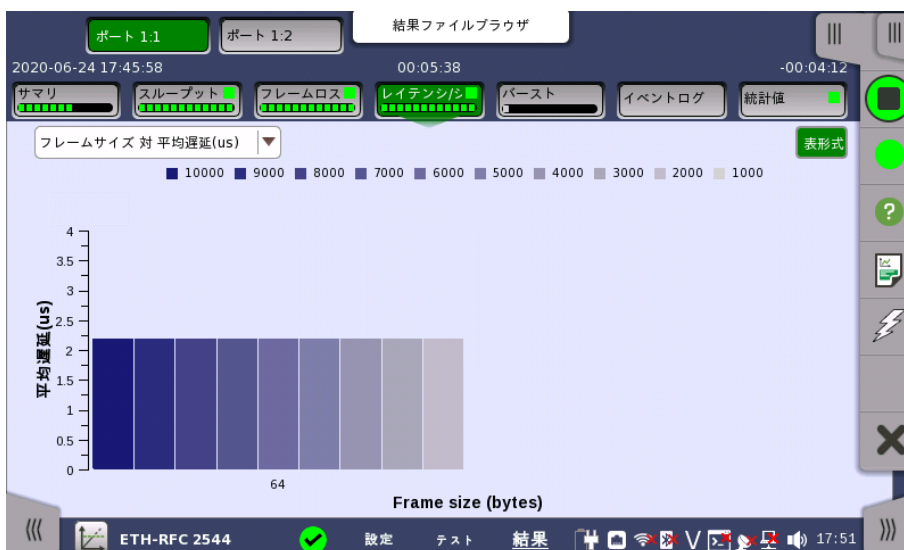 結果ファイルブラウザ
ポート 1:1
ポート 1:2
2020-06-24 17:45:58
00:05:38
-00:04:12
サマリ
スループット
フレームロス
レイテンシ/ジ
バースト
イベントログ
統計値
フレームサイズ 対 平均遅延(us)
表形式
10000 9000 8000 7000 6000 5000 4000 3000 2000 1000
4
3.5
3
2.5
2
1.5
1
0.5
0
平均遅延(us)
64
Frame size (bytes)
ETH-RFC 2544
設定
テスト
結果
17:51